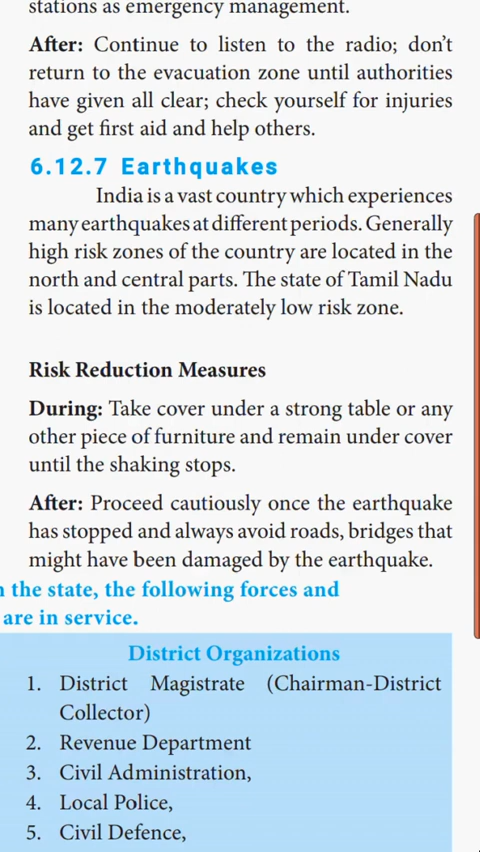 stations as emergency management.
After: Continue to listen to the radio; don't
return to the evacuation zone until authorities
have given all clear; check yourself for injuries
and get first aid and help others.
6.12.7 Earthquakes
India is a vast country which experiences
many earthquakes at different periods. Generally
high risk zones of the country are located in the
north and central parts. The state of Tamil Nadu
is located in the moderately low risk zone.
Risk Reduction Measures
During: Take cover under a strong table or any
other piece of furniture and remain under cover
until the shaking stops.
After: Proceed cautiously once the earthquake
has stopped and always avoid roads, bridges that
might have been damaged by the earthquake.
the state, the following forces and
are in service.
District Organizations
1. District Magistrate (Chairman-District
Collector)
2. Revenue Department
3. Civil Administration,
4. Local Police,
5. Civil Defence,